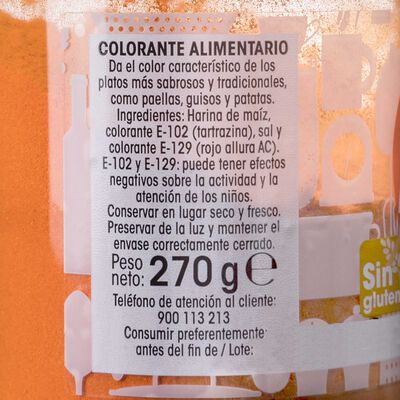 COLORANTE ALIMENTARIO
Da el color característico de los
platos más sabrosos y tradicionales,
como paellas, guisos y patatas.
Ingredientes: Harina de maíz,
colorante E-102 (tartrazina), sal y
colorante E-129 (rojo allura AC).
E-102 y E-129: puede tener efectos
negativos sobre la actividad y la
atención de los niños.
Conservar en lugar seco y fresco.
Preservar de la luz y mantener el
envase correctamente cerrado.
Peso
neto: 270 g e
Teléfono de atención al cliente:
900 113 213
Consumir preferentemente
antes del fin de / Lote:
Sin
gluten